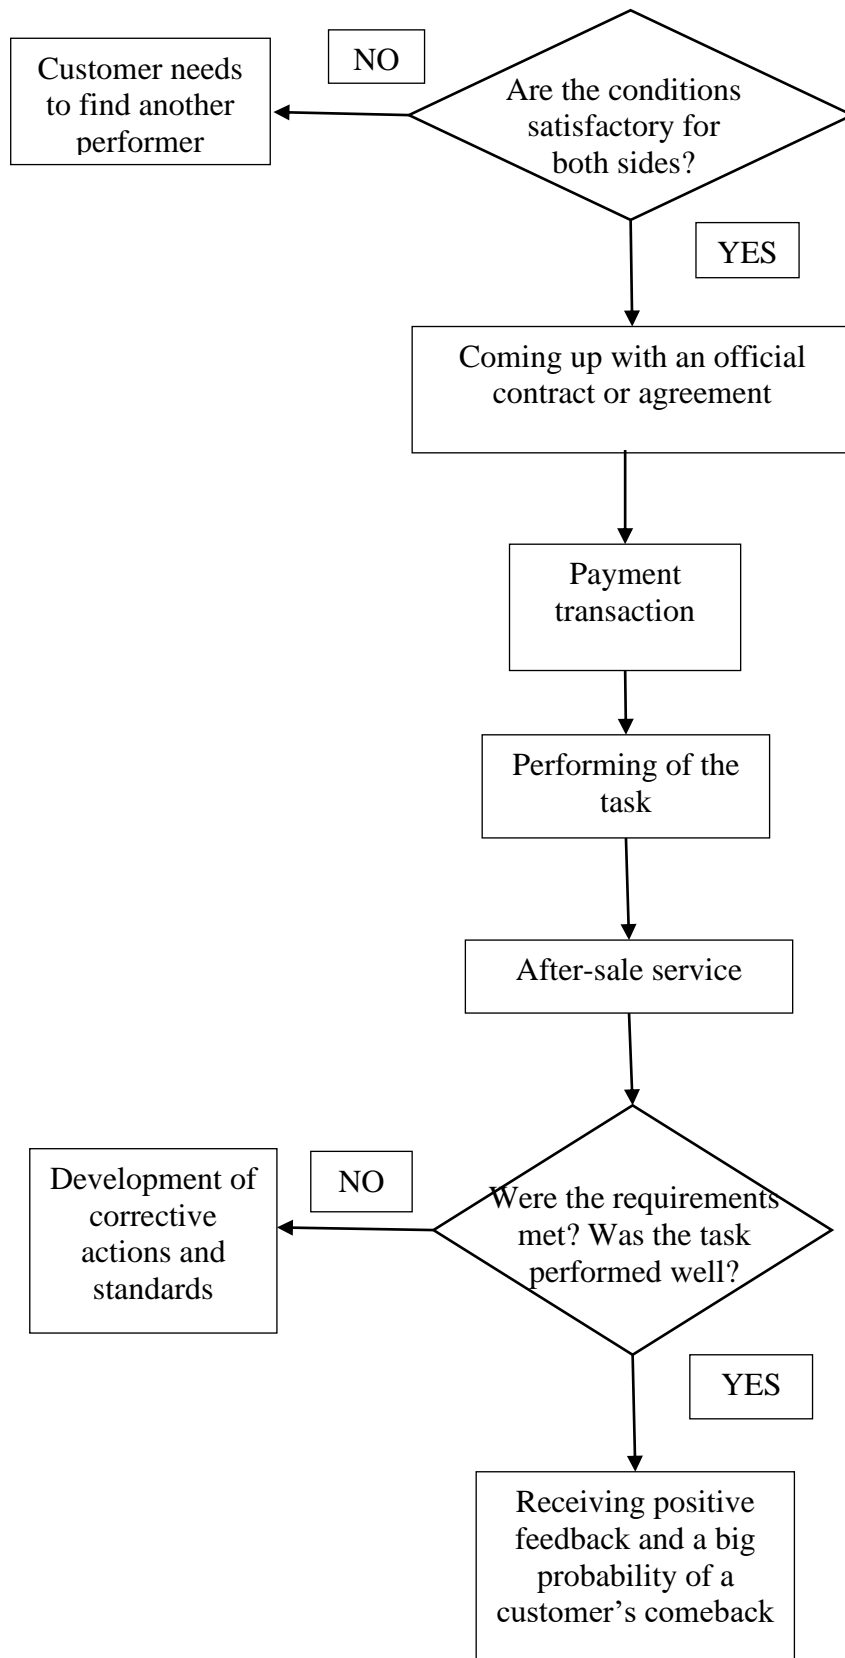 NO
Customer needs
to find another
performer
Are the conditions
satisfactory for
both sides?
YES
Coming up with an official
contract or agreement
Payment
transaction
Performing of the
task
After-sale service
Development of
corrective
actions and
standards
NO
Were the requirements
met? Was the task
performed well?
YES
Receiving positive
feedback and a big
probability of a
customer’s comeback